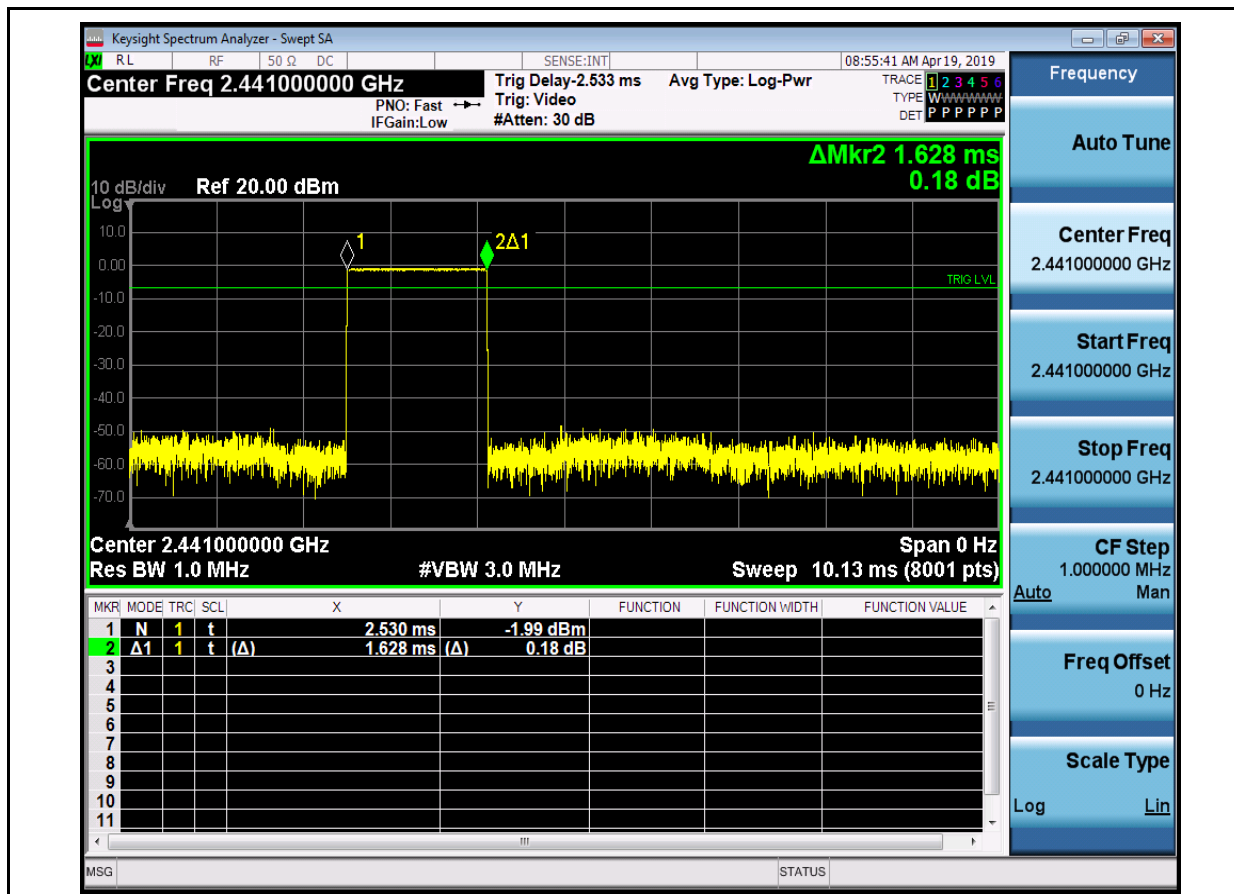 Keysight Spectrum Analyzer - Swept SA
LXI RL RF 50 Ω DC SENSE:INT 08:55:41 AM Apr 19, 2019
Center Freq 2.441000000 GHz Trig Delay-2.533 ms Avg Type: Log-Pwr TRACE 1 2 3 4 5 6
PNO: Fast Trig: Video TYPE WWWWWW
IFGain:Low #Atten: 30 dB DET P P P P P P
ΔMkr2 1.628 ms
0.18 dB
10 dB/div Ref 20.00 dBm
Log
10.0
0.00
-10.0
-20.0
-30.0
-40.0
-50.0
-60.0
-70.0
1
2Δ1
TRIG LVL
Center 2.441000000 GHz Span 0 Hz
Res BW 1.0 MHz #VBW 3.0 MHz Sweep 10.13 ms (8001 pts)
MKR MODE TRC SCL X Y FUNCTION FUNCTION WIDTH FUNCTION VALUE
1 N 1 t 2.530 ms -1.99 dBm
2 Δ1 1 t (Δ) 1.628 ms (Δ) 0.18 dB
3
4
5
6
7
8
9
10
11
MSG STATUS
Frequency
Auto Tune
Center Freq
2.441000000 GHz
Start Freq
2.441000000 GHz
Stop Freq
2.441000000 GHz
CF Step
1.000000 MHz
Auto Man
Freq Offset
0 Hz
Scale Type
Log Lin